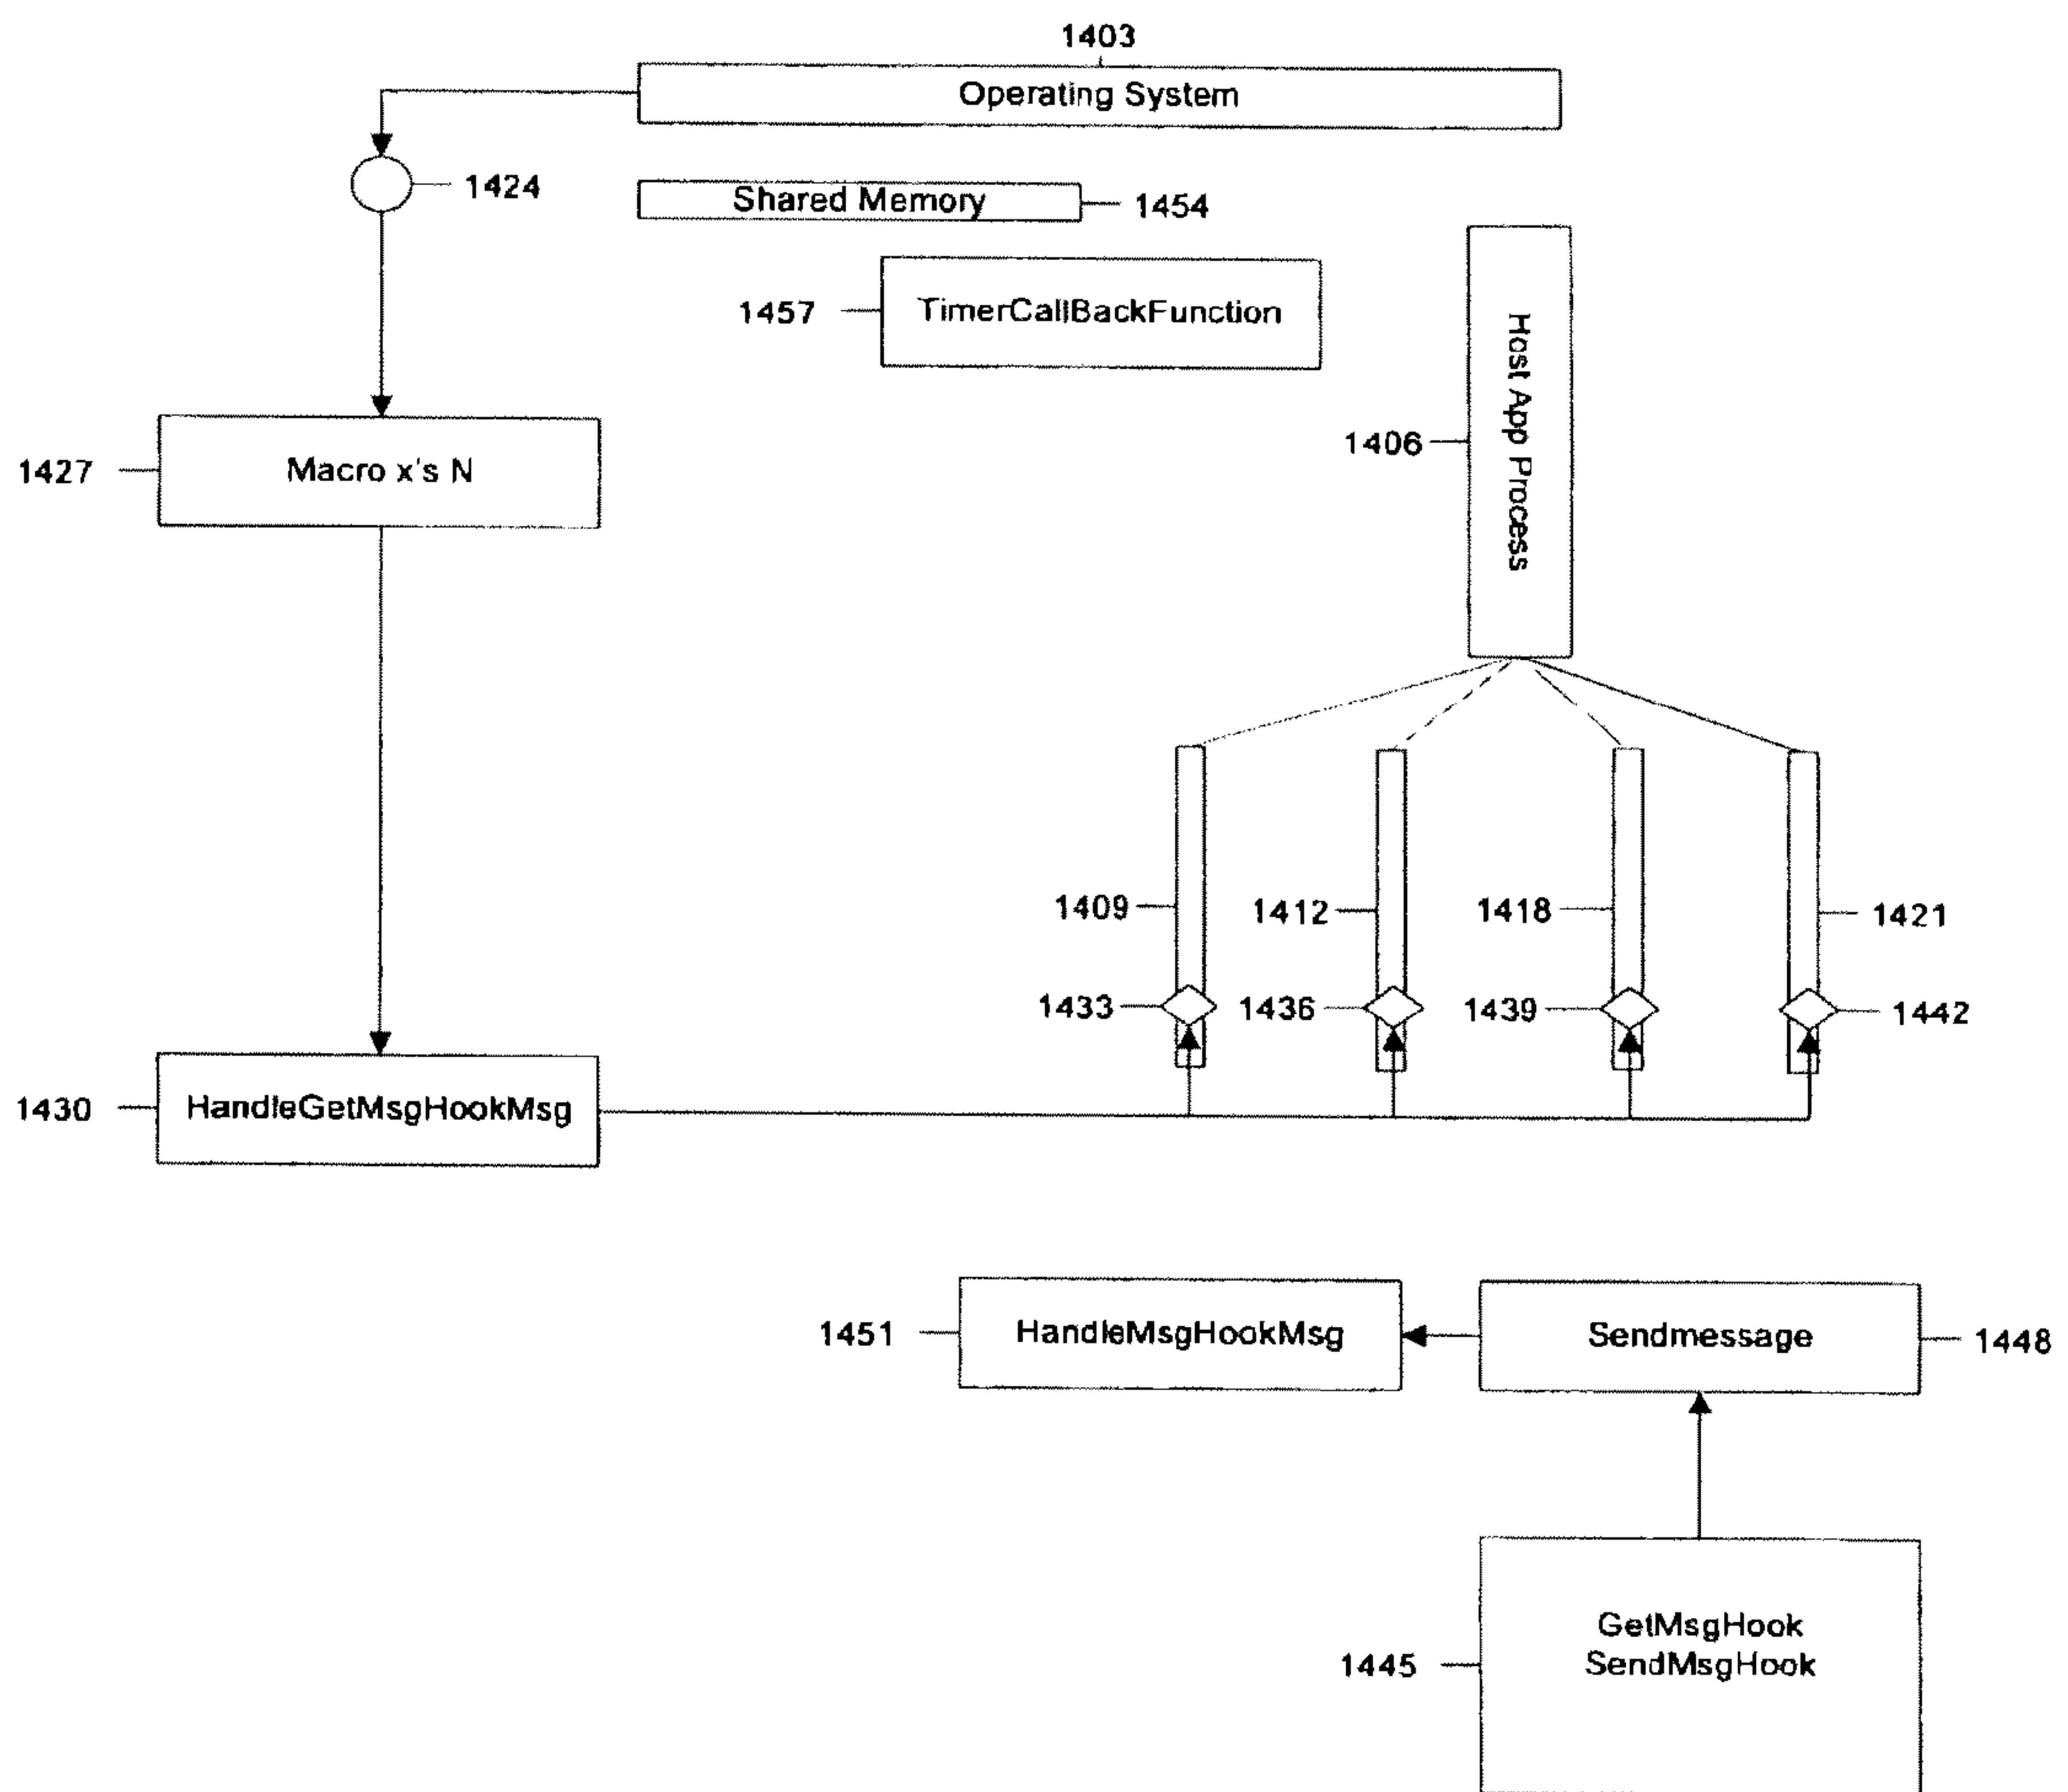 1403
Operating System
1424
Shared Memory
1454
1457
TimerCallBackFunction
Host App Process
1406
1427
Macro x's N
1409
1412
1418
1421
1433
1436
1439
1442
1430
HandleGetMsgHookMsg
1451
HandleMsgHookMsg
Sendmessage
1448
GetMsgHook
SendMsgHook
1445